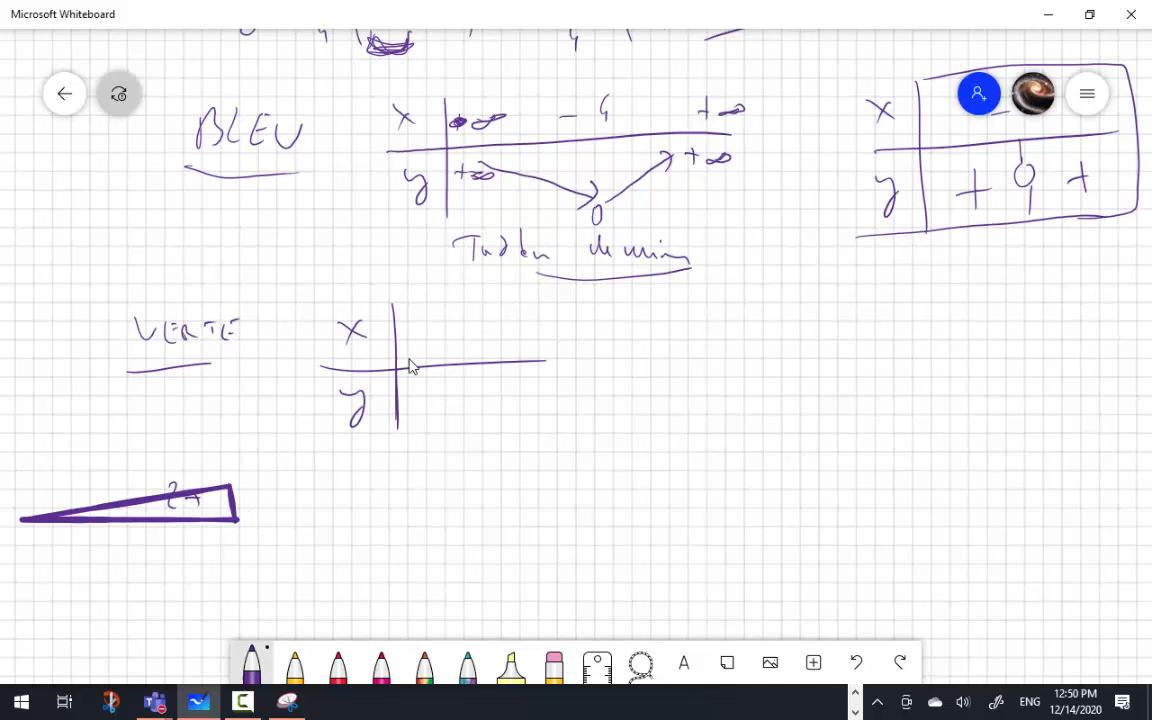 Microsoft Whiteboard
BLEU
x -∞ -4 +∞
y +∞ 0 +∞
x -
y + 0 +
VERTE
x
y
A
ENG
12:50 PM
12/14/2020